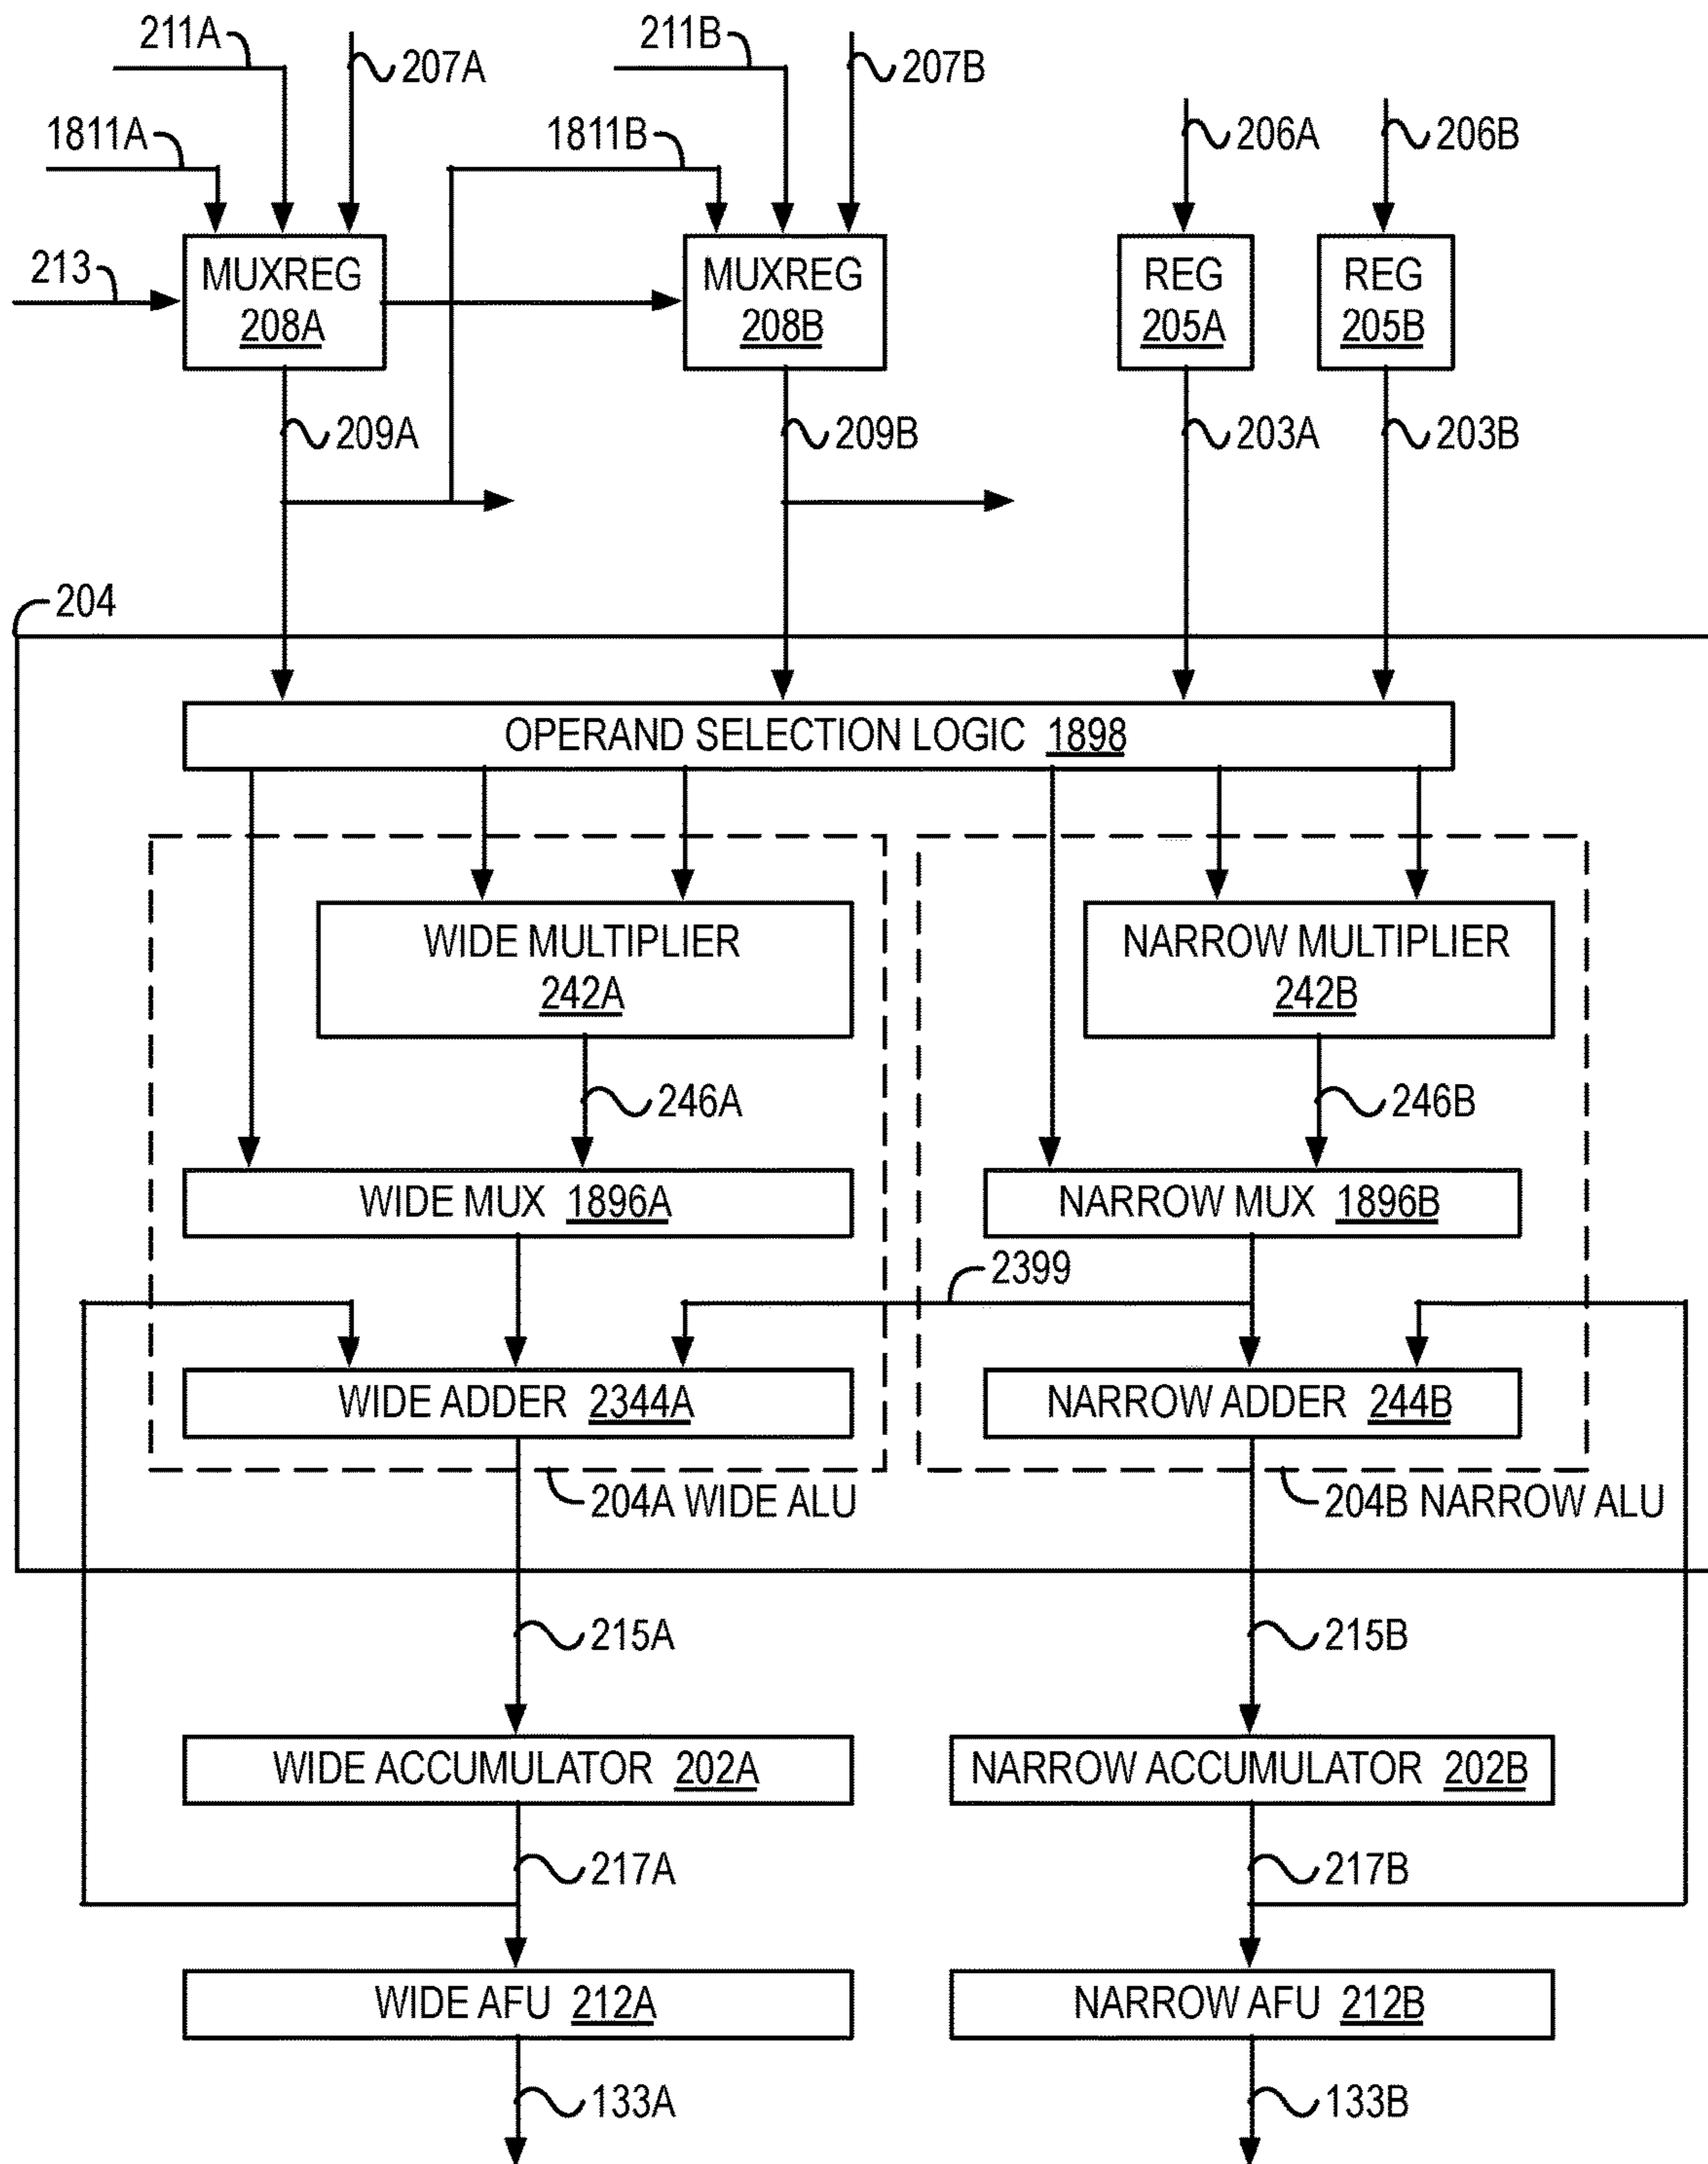 211A
207A
211B
207B
1811A
1811B
206A
206B
213
MUXREG
208A
MUXREG
208B
REG
205A
REG
205B
209A
209B
203A
203B
204
OPERAND SELECTION LOGIC 1898
WIDE MULTIPLIER
242A
NARROW MULTIPLIER
242B
246A
246B
WIDE MUX 1896A
NARROW MUX 1896B
2399
WIDE ADDER 2344A
NARROW ADDER 244B
204A WIDE ALU
204B NARROW ALU
215A
215B
WIDE ACCUMULATOR 202A
NARROW ACCUMULATOR 202B
217A
217B
WIDE AFU 212A
NARROW AFU 212B
133A
133B